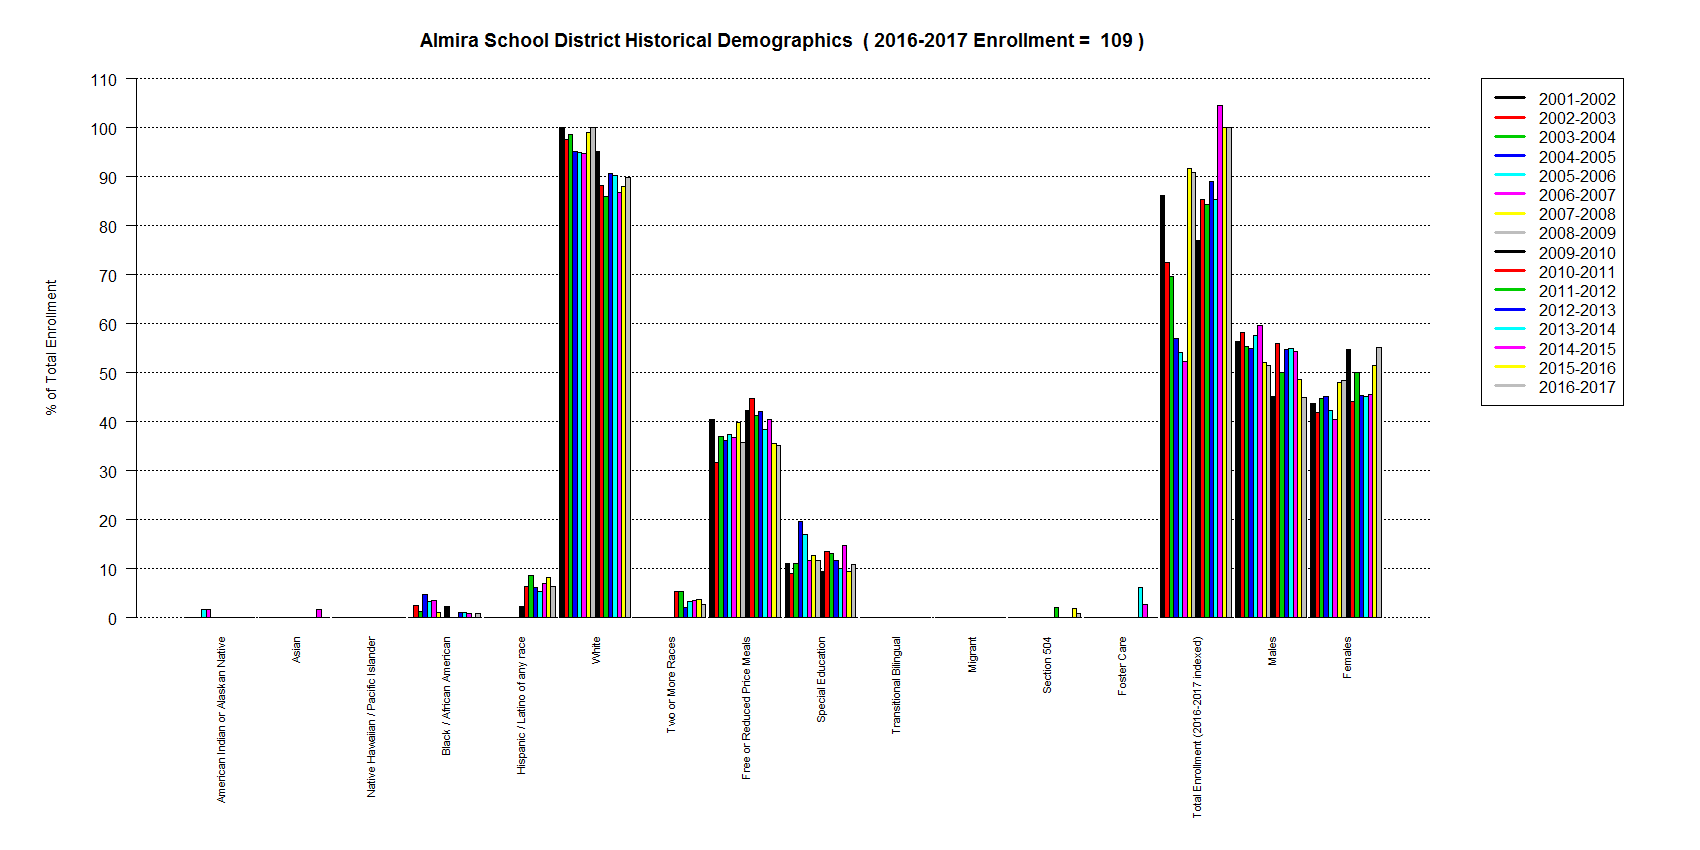 Almira School District Historical Demographics ( 2016-2017 Enrollment = 109 )
% of Total Enrollment
110
100
90
80
70
60
50
40
30
20
10
0
American Indian or Alaskan Native
Asian
Native Hawaiian / Pacific Islander
Black / African American
Hispanic / Latino of any race
White
Two or More Races
Free or Reduced Price Meals
Special Education
Transitional Bilingual
Migrant
Section 504
Foster Care
Total Enrollment (2016-2017 indexed)
Males
Females
2001-2002
2002-2003
2003-2004
2004-2005
2005-2006
2006-2007
2007-2008
2008-2009
2009-2010
2010-2011
2011-2012
2012-2013
2013-2014
2014-2015
2015-2016
2016-2017